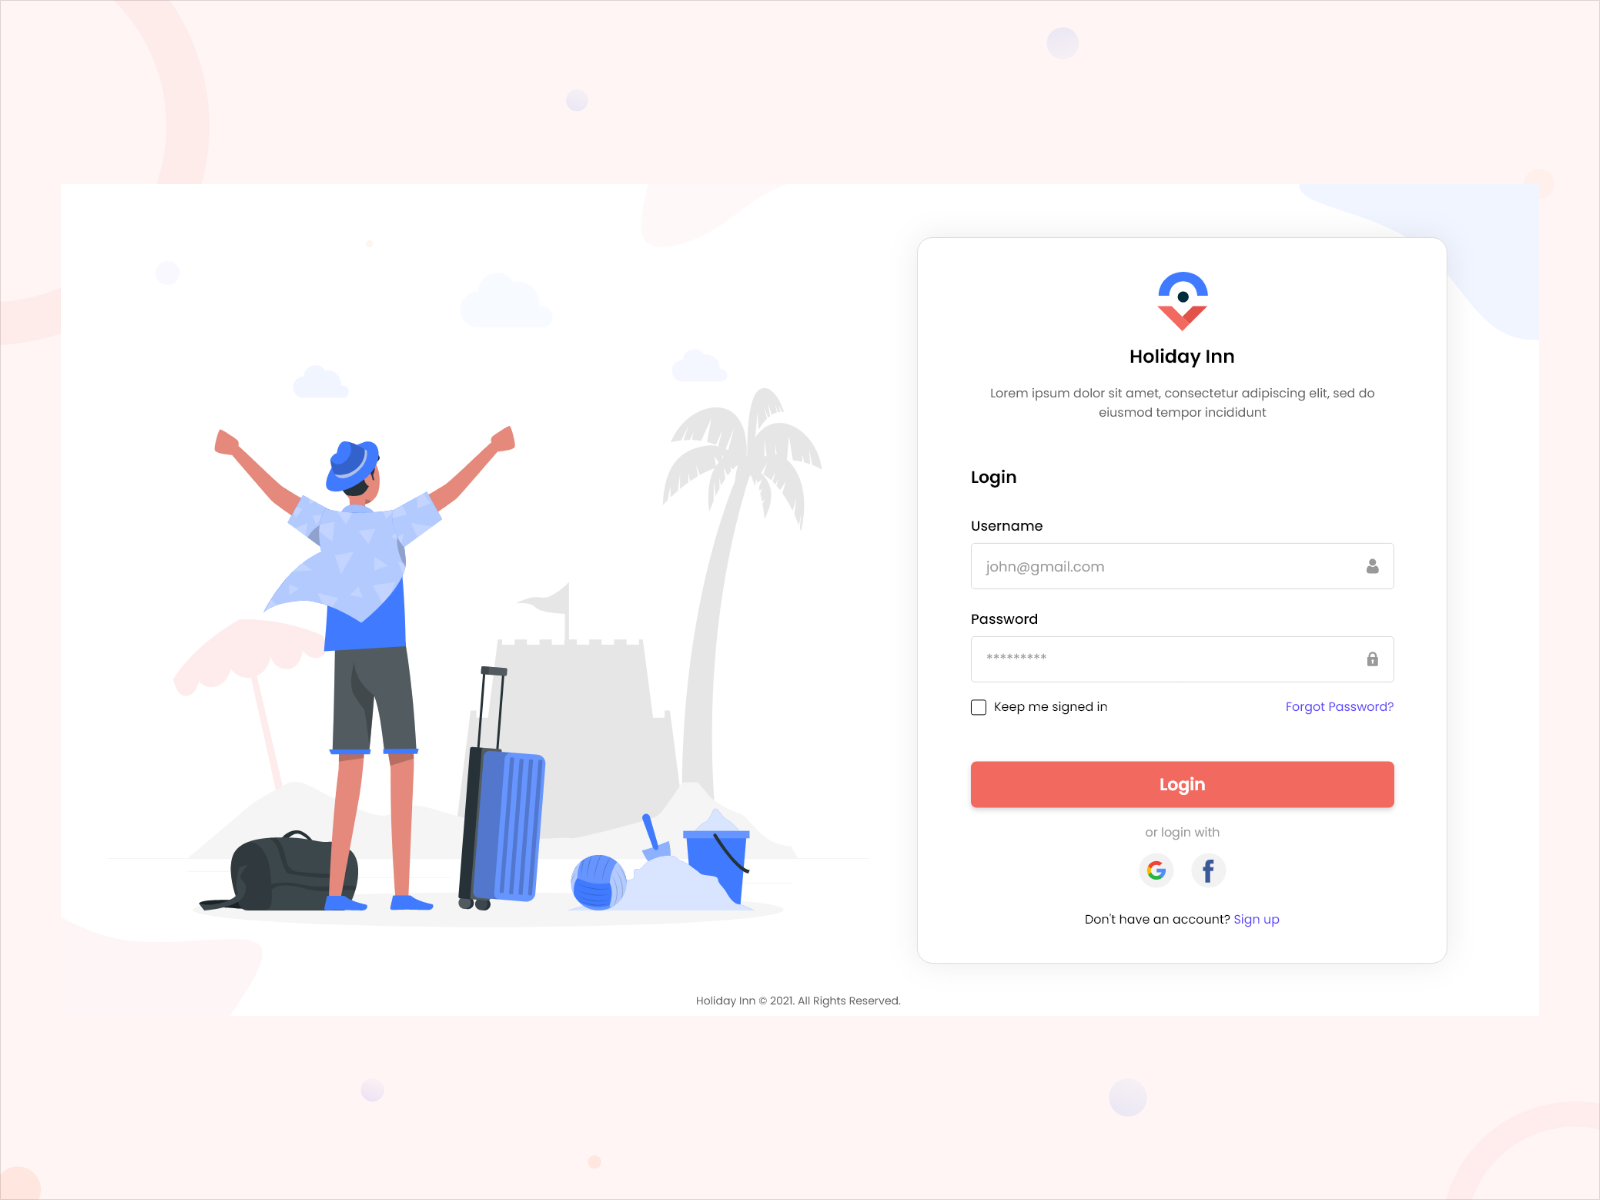 Holiday Inn
Lorem ipsum dolor sit amet, consectetur adipiscing elit, sed do
eiusmod tempor incididunt
Login
Username
john@gmail.com
Password
*********
Keep me signed in
Forgot Password?
Login
or login with
Don't have an account? Sign up
Holiday Inn © 2021. All Rights Reserved.